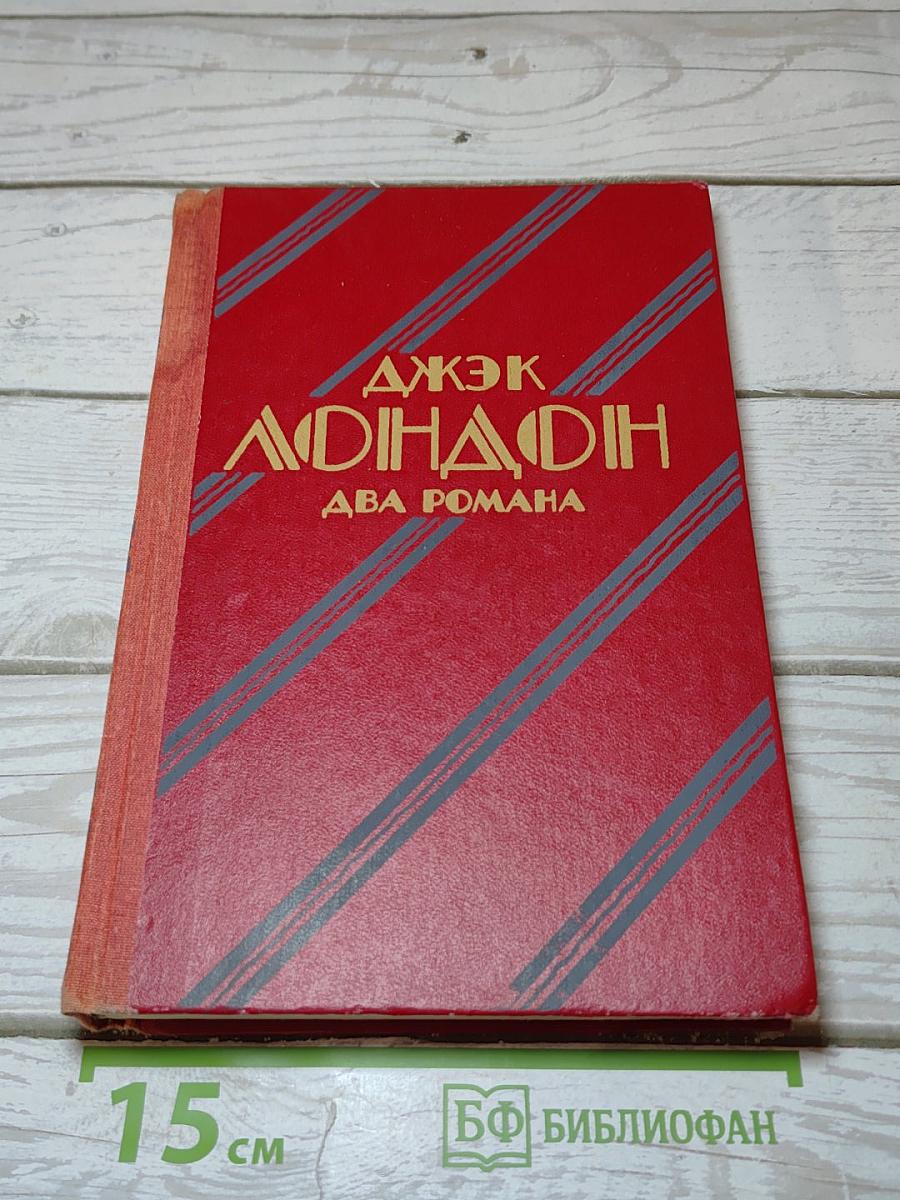 ДЖЭК
ЛОНДОН
ДВА РОМАНА
15 см
БФ БИБЛИОФАН